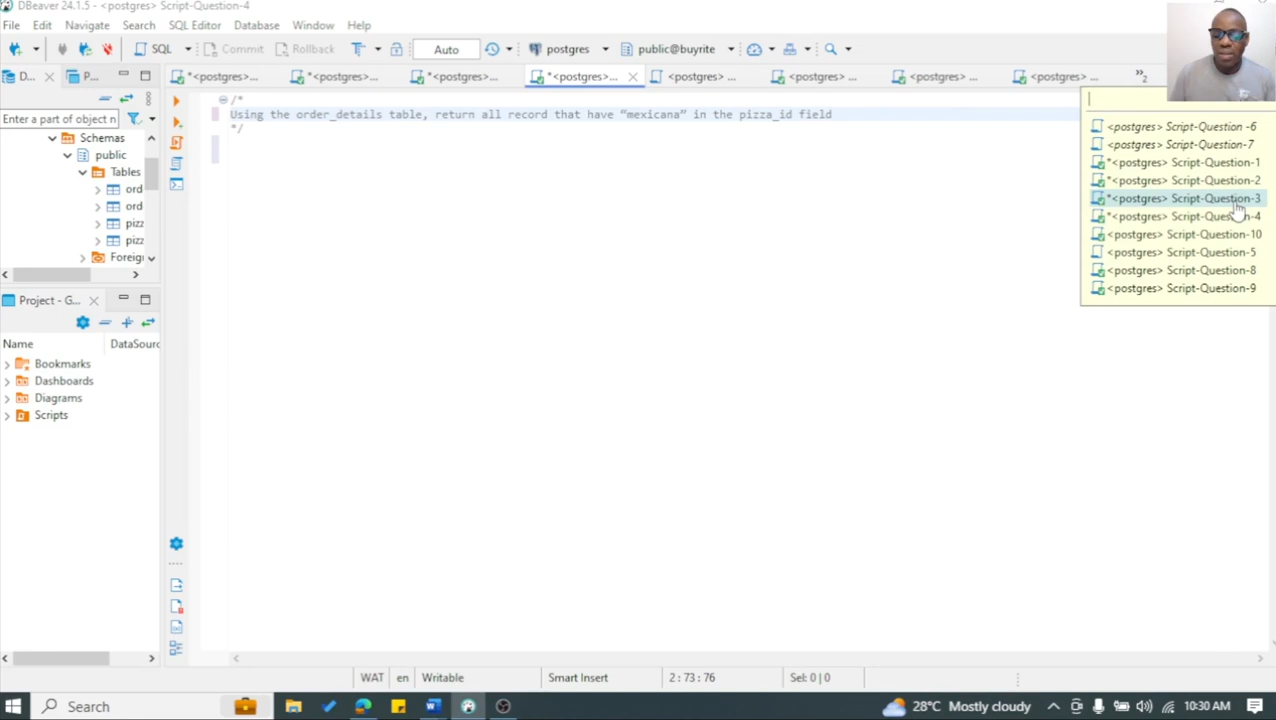 DBeaver 24.1.5 - <postgres> Script-Question-4
File Edit Navigate Search SQL Editor Database Window Help
SQL Commit Rollback Auto postgres public@buyrite
D... P... *<postgres>... *<postgres>... *<postgres>... *<postgres>... <postgres> ... <postgres> ... <postgres> ... <postgres> ... »2
Enter a part of object n
Schemas
public
Tables
ord
ord
pizz
pizz
Foreign
Project - G...
Name DataSourc
Bookmarks
Dashboards
Diagrams
Scripts
/*
Using the order_details table, return all record that have “mexicana” in the pizza_id field
*/
<postgres> Script-Question -6
<postgres> Script-Question-7
*<postgres> Script-Question-1
*<postgres> Script-Question-2
*<postgres> Script-Question-3
*<postgres> Script-Question-4
<postgres> Script-Question-10
<postgres> Script-Question-5
<postgres> Script-Question-8
<postgres> Script-Question-9
WAT en Writable Smart Insert 2 : 73 : 76 Sel: 0 | 0
Search 28°C Mostly cloudy 10:30 AM